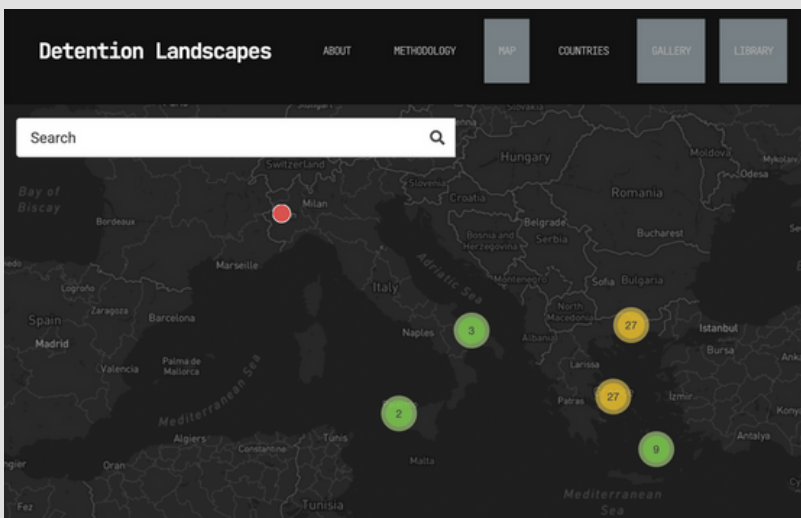 Detention Landscapes
ABOUT
METHODOLOGY
MAP
COUNTRIES
GALLERY
LIBRARY
Search
Slovakia
Switzerland
Hungary
Moldova
Mykolaiv
Odesa
Bay of
Biscay
Slovenia
Milan
Croatia
Romania
Bordeaux
Belgrade
Bosnia and
Herzegovina
Serbia
Bucharest
Marseille
Adriatic Sea
Montenegro
Sofia
Bulgaria
Logroño
Italy
North
Macedonia
Zaragoza
Barcelona
Spain
Naples
3
27
Istanbul
Madrid
Albania
Bursa
Palma de
Mallorca
Larissa
Valencia
27
Patras
Izmir
Mediterranean Sea
2
Konya
Algiers
Tunis
Antalya
Constantine
9
Oran
Malta
Mediterranean
Sea
Fez
Tunisia